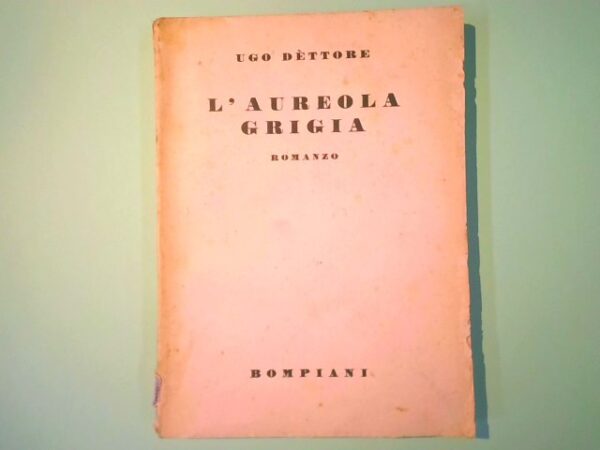 UGO DÈTTORE
L'AUREOLA
GRIGIA
ROMANZO
BOMPIANI